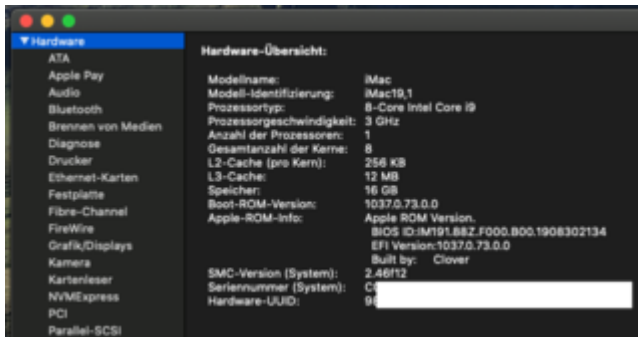 Hardware
ATA
Apple Pay
Audio
Bluetooth
Brennen von Medien
Diagnose
Drucker
Ethernet-Karten
Festplatte
Fibre-Channel
FireWire
Grafik/Displays
Kamera
Kartenleser
NVMExpress
PCI
Parallel-SCSI
Hardware-Übersicht:
Modellname: iMac
Modell-Identifizierung: iMac19,1
Prozessortyp: 8-Core Intel Core i9
Prozessorgeschwindigkeit: 3 GHz
Anzahl der Prozessoren: 1
Gesamtanzahl der Kerne: 8
L2-Cache (pro Kern): 256 KB
L3-Cache: 12 MB
Speicher: 16 GB
Boot-ROM-Version: 1037.0.73.0.0
Apple-ROM-Info: Apple ROM Version.
BIOS ID:IM191.88Z.F000.B00.1908302134
EFI Version:1037.0.73.0.0
Built by: Clover
SMC-Version (System): 2.46f12
Seriennummer (System):
Hardware-UUID: